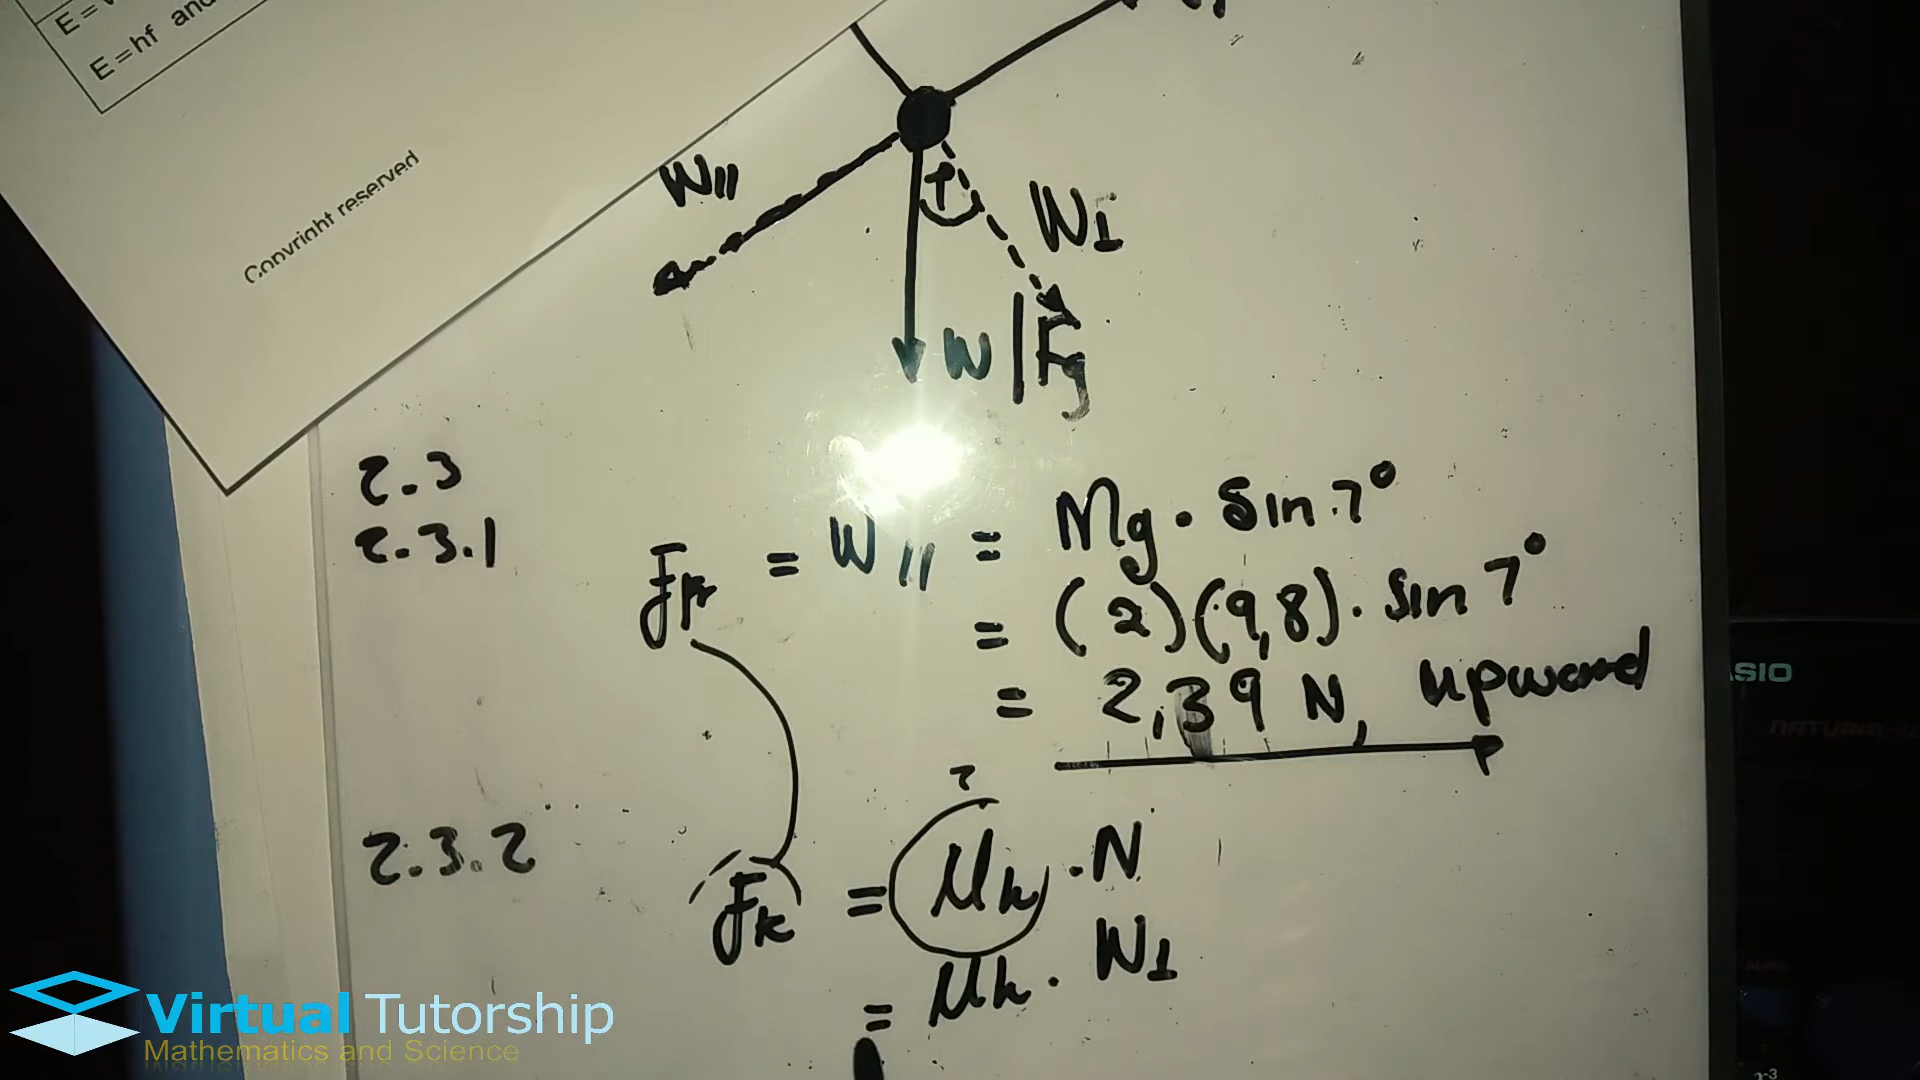 E=hf and
Copyright reserved
W//
W⊥
W/Fg
2.3
2.3.1
fk = W// = Mg · sin 7°
= (2)(9,8) · sin 7°
= 2,39 N, upward
2.3.2
?
fk = μk · N
= μk · W⊥
Virtual Tutorship
Mathematics and Science